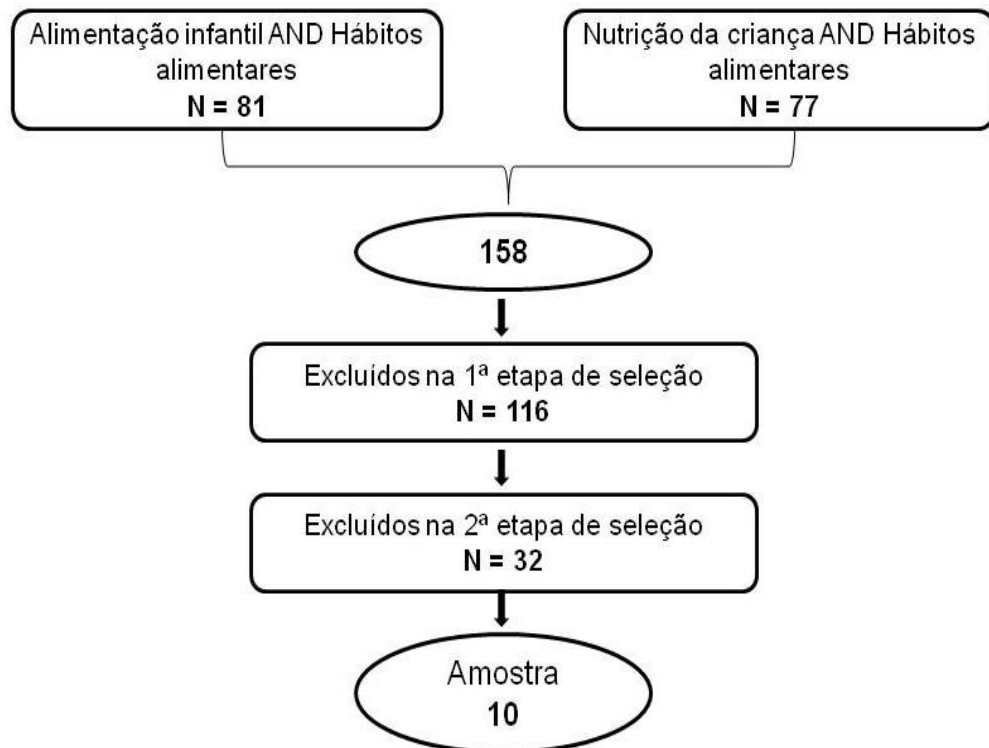 Alimentação infantil AND Hábitos
alimentares
N = 81
Nutrição da criança AND Hábitos
alimentares
N = 77
158
Excluídos na 1ª etapa de seleção
N = 116
Excluídos na 2ª etapa de seleção
N = 32
Amostra
10